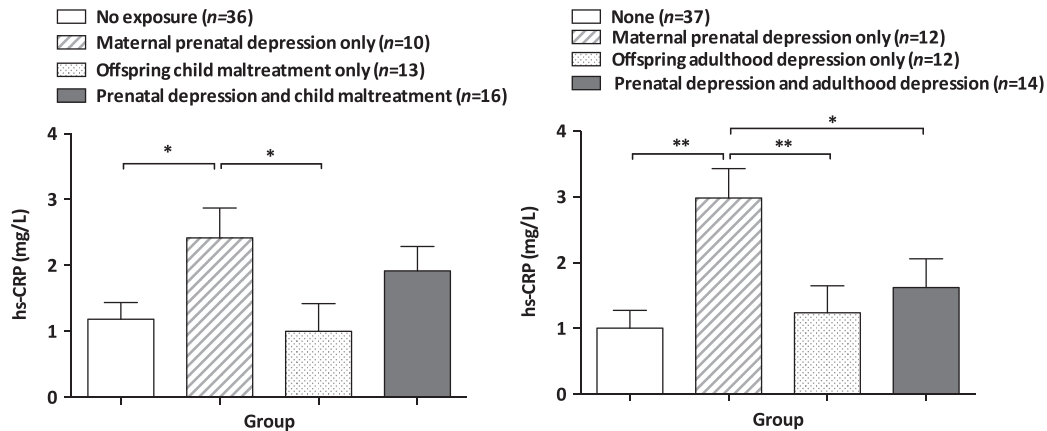 No exposure (n=36)
Maternal prenatal depression only (n=10)
Offspring child maltreatment only (n=13)
Prenatal depression and child maltreatment (n=16)
4
3
2
1
0
hs-CRP (mg/L)
*
*
Group
None (n=37)
Maternal prenatal depression only (n=12)
Offspring adulthood depression only (n=12)
Prenatal depression and adulthood depression (n=14)
4
3
2
1
0
hs-CRP (mg/L)
**
**
*
Group